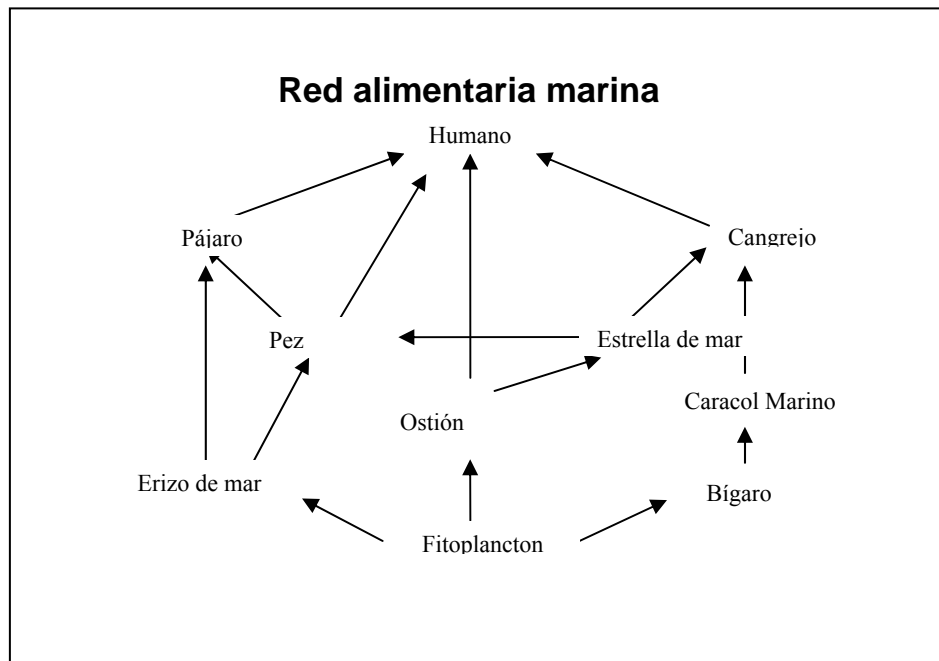 Red alimentaria marina
Humano
Pájaro
Cangrejo
Pez
Estrella de mar
Caracol Marino
Ostión
Erizo de mar
Bígaro
Fitoplancton